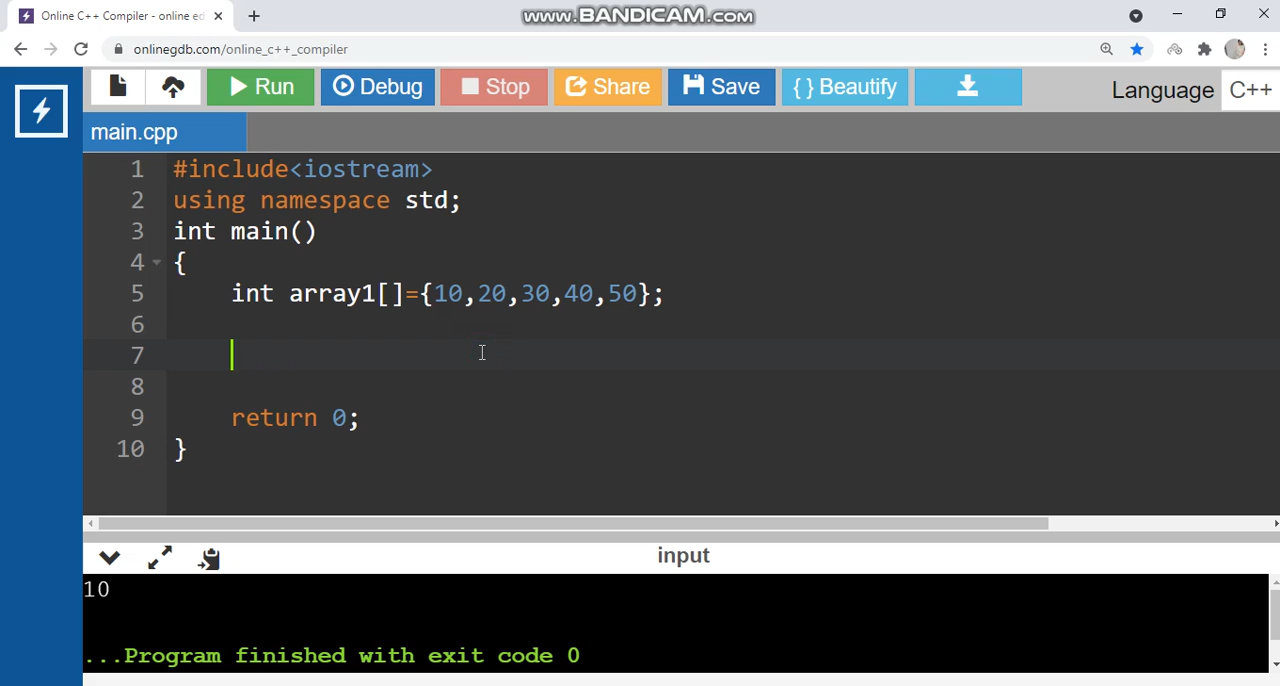 Online C++ Compiler - online ed
www.BANDICAM.com
onlinegdb.com/online_c++_compiler
Run Debug Stop Share Save { } Beautify Language C++
main.cpp
1 #include<iostream>
2 using namespace std;
3 int main()
4 {
5 int array1[]={10,20,30,40,50};
6
7
8
9 return 0;
10 }
input
10
...Program finished with exit code 0